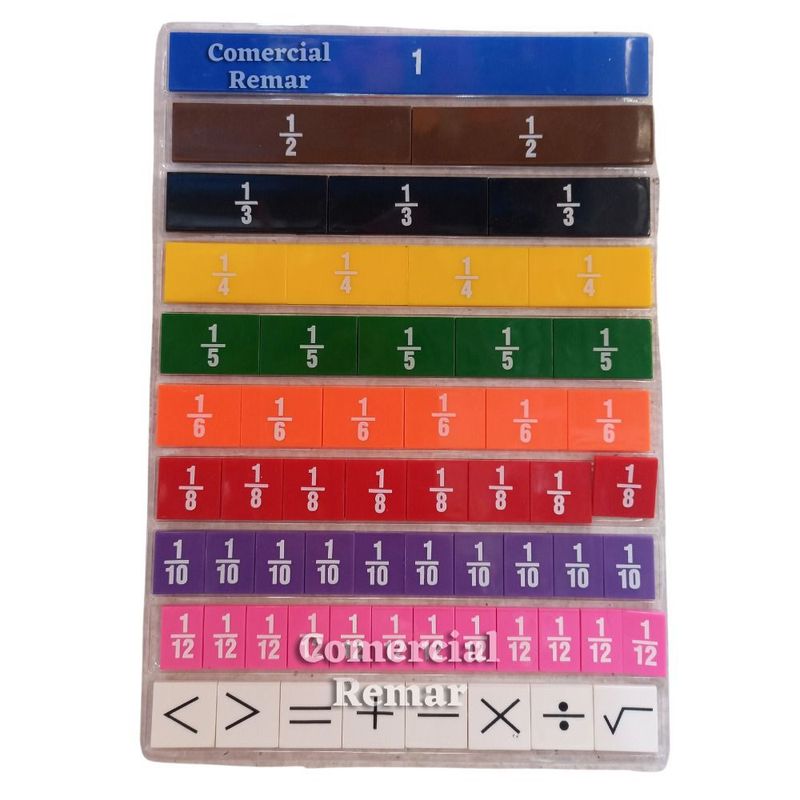 Comercial
Remar
1
1/2 1/2
1/3 1/3 1/3
1/4 1/4 1/4 1/4
1/5 1/5 1/5 1/5 1/5
1/6 1/6 1/6 1/6 1/6 1/6
1/8 1/8 1/8 1/8 1/8 1/8 1/8 1/8
1/10 1/10 1/10 1/10 1/10 1/10 1/10 1/10 1/10 1/10
1/12 1/12 1/12 1/12 1/12 1/12 1/12 1/12 1/12 1/12 1/12 1/12
Comercial
Remar
< > = + − × ÷ √